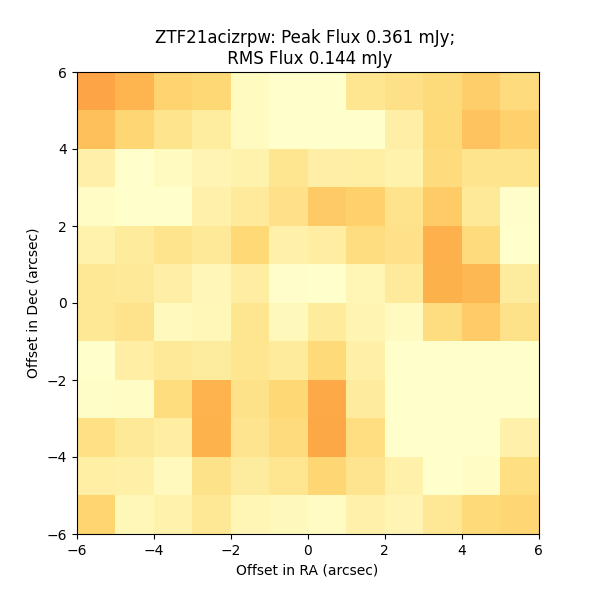 ZTF21acizrpw: Peak Flux 0.361 mJy;
RMS Flux 0.144 mJy
6
4
2
0
−2
−4
−6
Offset in Dec (arcsec)
−6 −4 −2 0 2 4 6
Offset in RA (arcsec)